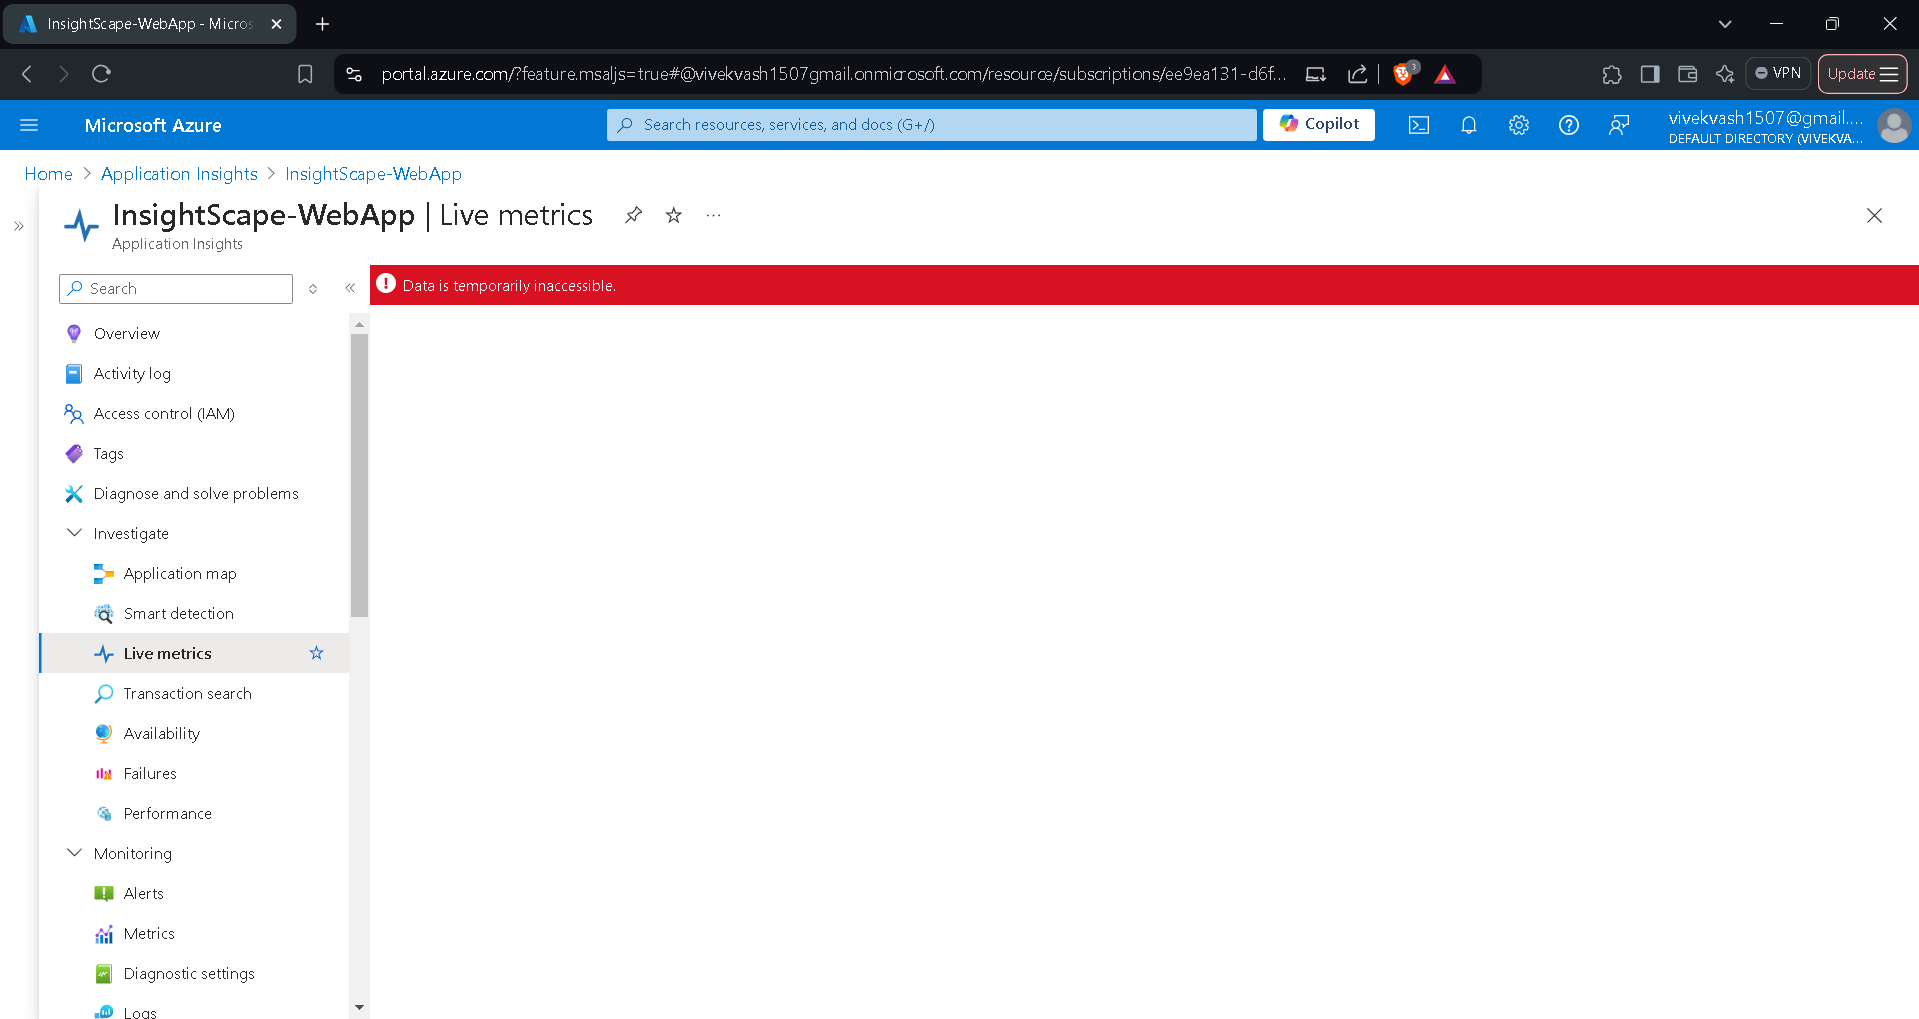 InsightScape-WebApp - Micros
portal.azure.com/?feature.msaljs=true#@vivekvash1507gmail.onmicrosoft.com/resource/subscriptions/ee9ea131-d6f...
3
VPN
Update
Microsoft Azure
Search resources, services, and docs (G+/)
Copilot
vivekvash1507@gmail....
DEFAULT DIRECTORY (VIVEKVA...
Home > Application Insights > InsightScape-WebApp
InsightScape-WebApp | Live metrics
Application Insights
Search
Data is temporarily inaccessible.
Overview
Activity log
Access control (IAM)
Tags
Diagnose and solve problems
Investigate
Application map
Smart detection
Live metrics
Transaction search
Availability
Failures
Performance
Monitoring
Alerts
Metrics
Diagnostic settings
Logs